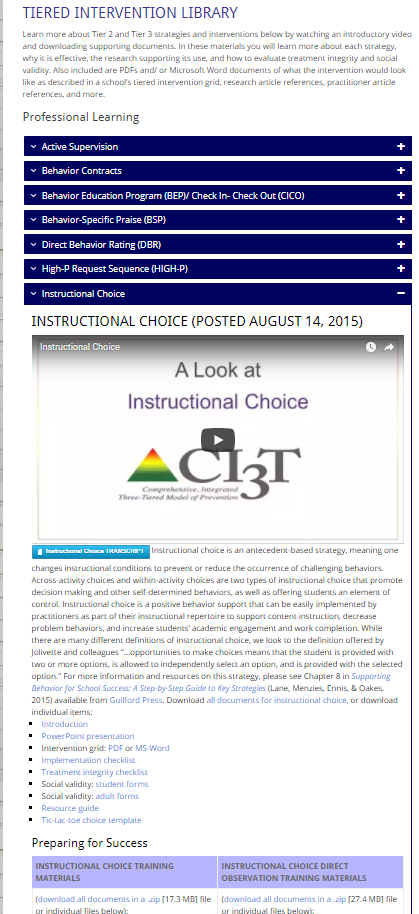 TIERED INTERVENTION LIBRARY
Learn more about Tier 2 and Tier 3 strategies and interventions below by watching an introductory video
and downloading supporting documents. In these materials you will learn more about each strategy,
why it is effective, the research supporting its use, and how to evaluate treatment integrity and social
validity. Also included are PDFs and/ or Microsoft Word documents of what the intervention would look
like as described in a school's tiered intervention grid, research article references, practitioner article
references, and more.
Professional Learning
Active Supervision
Behavior Contracts
Behavior Education Program (BEP)/ Check In- Check Out (CICO)
Behavior-Specific Praise (BSP)
Direct Behavior Rating (DBR)
High-P Request Sequence (HIGH-P)
Instructional Choice
INSTRUCTIONAL CHOICE (POSTED AUGUST 14, 2015)
Instructional Choice
A Look at
Instructional Choice
CI3T
Comprehensive, Integrated
Three-Tiered Model of Prevention
Instructional Choice TRANSCRIPT Instructional choice is an antecedent-based strategy, meaning one
changes instructional conditions to prevent or reduce the occurrence of challenging behaviors.
Across-activity choices and within-activity choices are two types of instructional choice that promote
decision making and other self-determined behaviors, as well as offering students an element of
control. Instructional choice is a positive behavior support that can be easily implemented by
practitioners as part of their instructional repertoire to support content instruction, decrease
problem behaviors, and increase students' academic engagement and work completion. While
there are many different definitions of instructional choice, we look to the definition offered by
Jolivette and colleagues "...opportunities to make choices means that the student is provided with
two or more options, is allowed to independently select an option, and is provided with the selected
option." For more information and resources on this strategy, please see Chapter 8 in Supporting
Behavior for School Success: A Step-by-Step Guide to Key Strategies (Lane, Menzies, Ennis, & Oakes,
2015) available from Guilford Press. Download all documents for instructional choice, or download
individual items:
Introduction
PowerPoint presentation
Intervention grid: PDF or MS-Word
Implementation checklist
Treatment integrity checklist
Social validity: student forms
Social validity: adult forms
Resource guide
Tic-tac-toe choice template
Preparing for Success
INSTRUCTIONAL CHOICE TRAINING
MATERIALS
INSTRUCTIONAL CHOICE DIRECT
OBSERVATION TRAINING MATERIALS
(download all documents in a .zip [17.3 MB] file
or individual files below):
(download all documents in a .zip [27.4 MB] file
or individual files below):